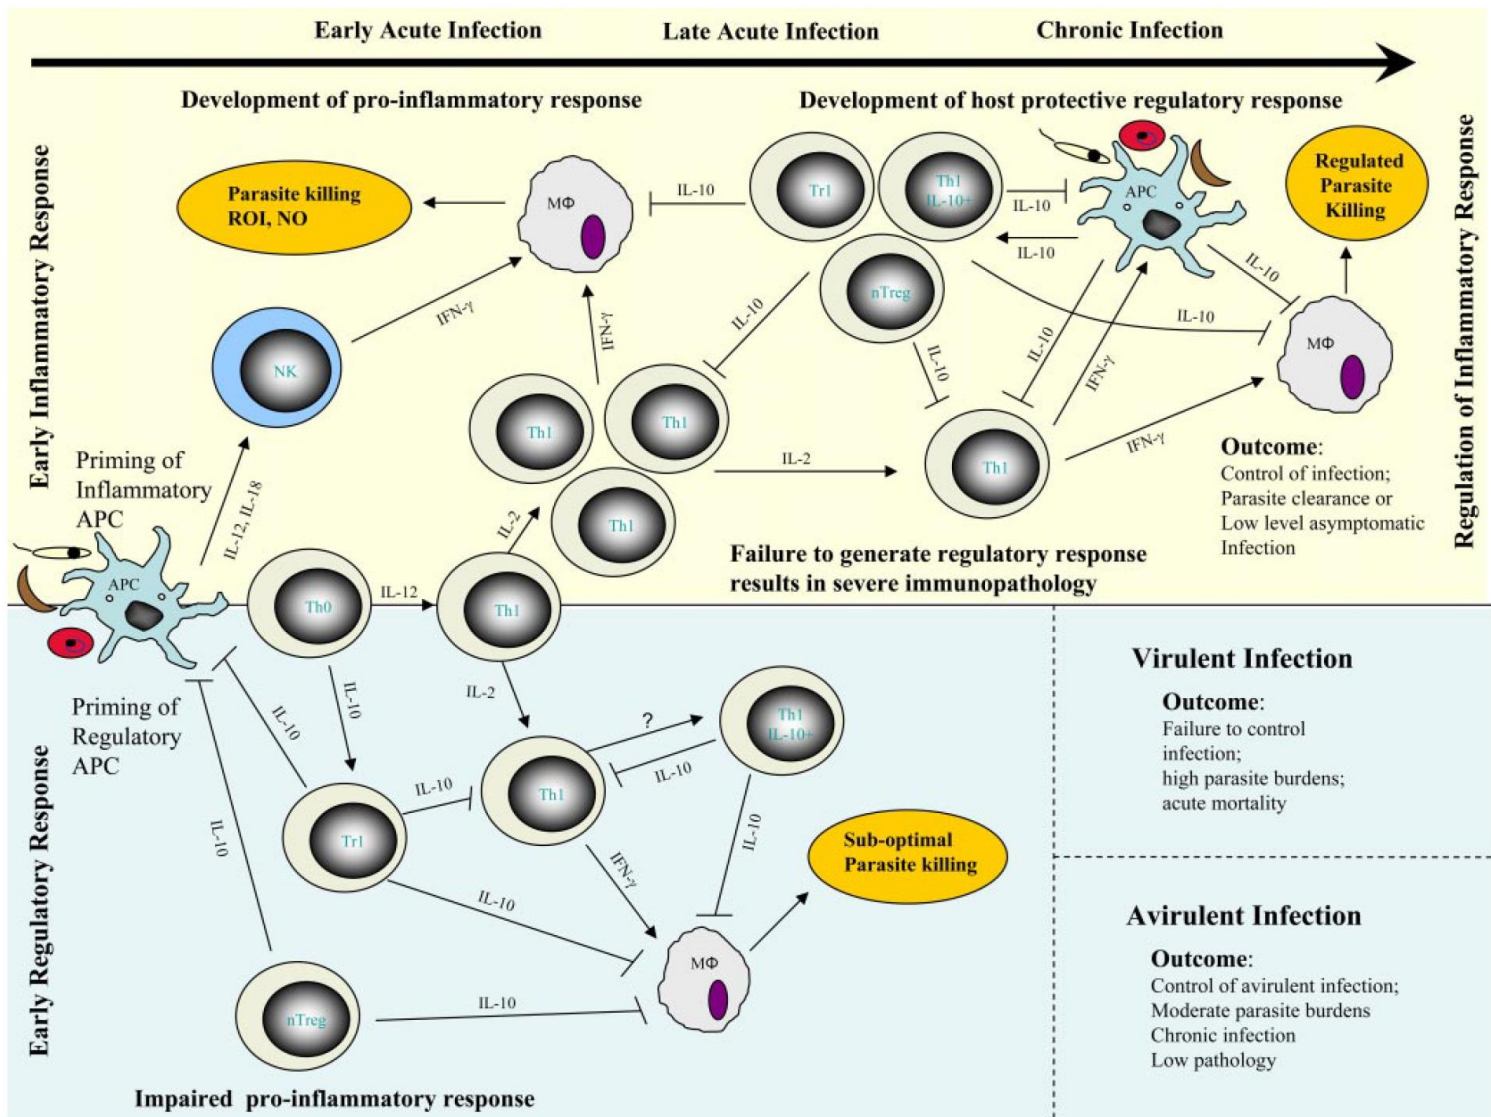 Early Acute Infection
Late Acute Infection
Chronic Infection
Development of pro-inflammatory response
Development of host protective regulatory response
Early Inflammatory Response
Regulation of Inflammatory Response
Parasite killing
ROI, NO
MΦ
IL-10
Tr1
Th1
IL-10+
nTreg
IL-10
IL-10
APC
Regulated
Parasite
Killing
IL-10
IL-10
IL-10
IL-10
IL-10
IFN-γ
IFN-γ
MΦ
NK
IFN-γ
IFN-γ
Th1
Th1
Th1
IL-2
Th1
IFN-γ
Outcome:
Control of infection;
Parasite clearance or
Low level asymptomatic
Infection
Priming of
Inflammatory
APC
IL-12, IL-18
IL-2
Failure to generate regulatory response
results in severe immunopathology
APC
Th0
IL-12
Th1
Early Regulatory Response
Priming of
Regulatory
APC
IL-10
IL-10
IL-2
?
Th1
IL-10+
IL-10
Th1
IL-10
Tr1
IL-10
IL-10
IFN-γ
IL-10
Sub-optimal
Parasite killing
MΦ
nTreg
IL-10
Impaired pro-inflammatory response
Virulent Infection
Outcome:
Failure to control
infection;
high parasite burdens;
acute mortality
Avirulent Infection
Outcome:
Control of avirulent infection;
Moderate parasite burdens
Chronic infection
Low pathology